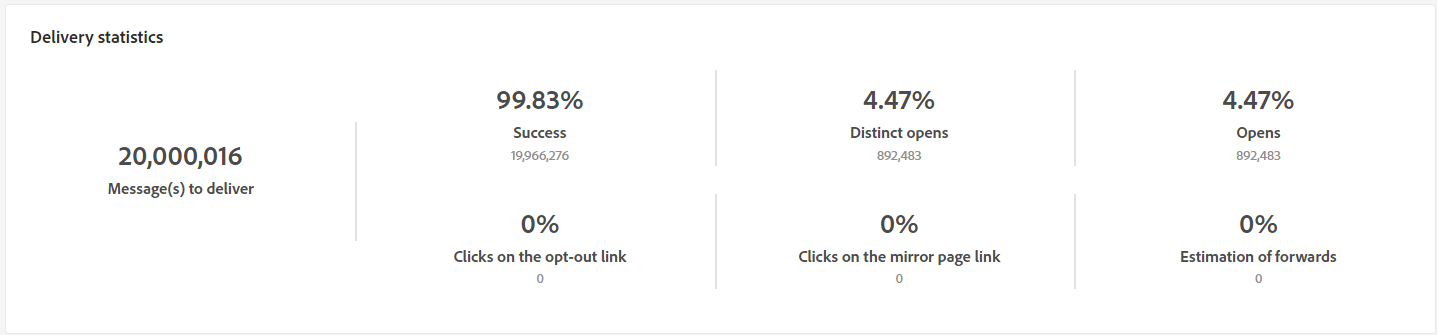 Delivery statistics
20,000,016
Message(s) to deliver
99.83%
Success
19,966,276
4.47%
Distinct opens
892,483
4.47%
Opens
892,483
0%
Clicks on the opt-out link
0
0%
Clicks on the mirror page link
0
0%
Estimation of forwards
0